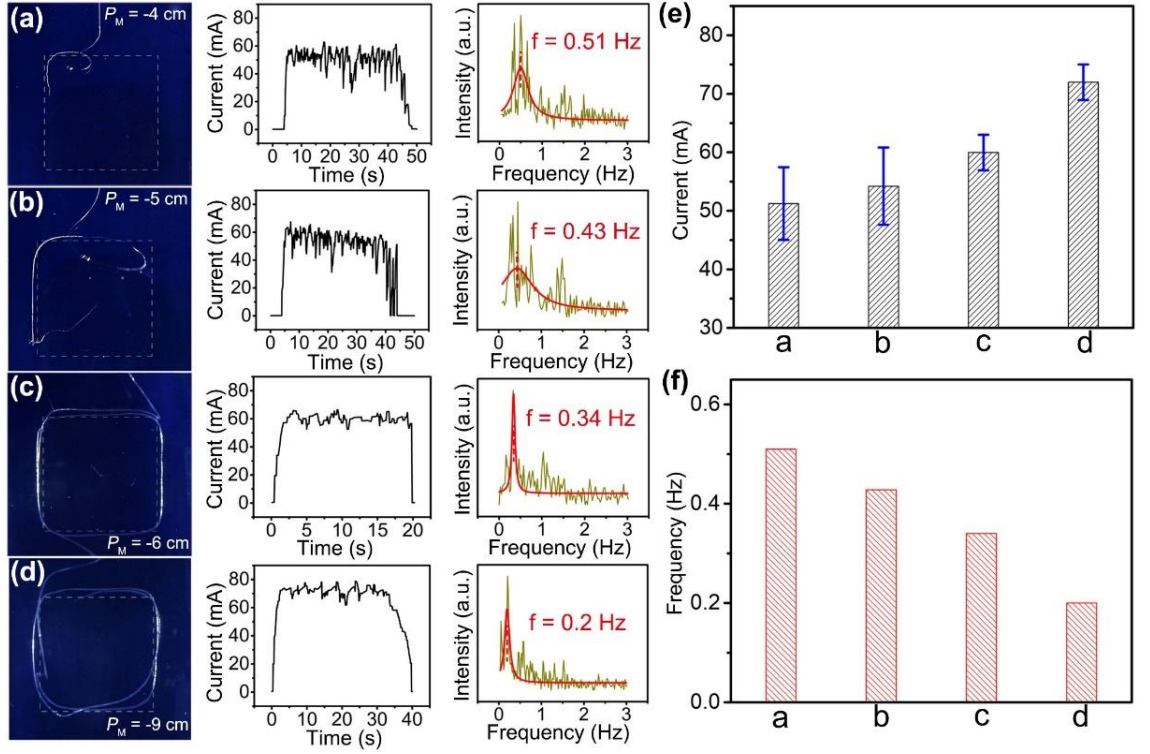 (a)
P_M = -4 cm
Current (mA)
80
60
40
20
0
0 10 20 30 40 50
Time (s)
Intensity (a.u.)
f = 0.51 Hz
0 1 2 3
Frequency (Hz)
(b)
P_M = -5 cm
Current (mA)
80
60
40
20
0
0 10 20 30 40 50
Time (s)
Intensity (a.u.)
f = 0.43 Hz
0 1 2 3
Frequency (Hz)
(c)
P_M = -6 cm
Current (mA)
80
60
40
20
0
0 5 10 15 20
Time (s)
Intensity (a.u.)
f = 0.34 Hz
0 1 2 3
Frequency (Hz)
(d)
P_M = -9 cm
Current (mA)
80
60
40
20
0
0 10 20 30 40
Time (s)
Intensity (a.u.)
f = 0.2 Hz
0 1 2 3
Frequency (Hz)
(e)
Current (mA)
80
70
60
50
40
30
a b c d
(f)
Frequency (Hz)
0.6
0.4
0.2
0.0
a b c d